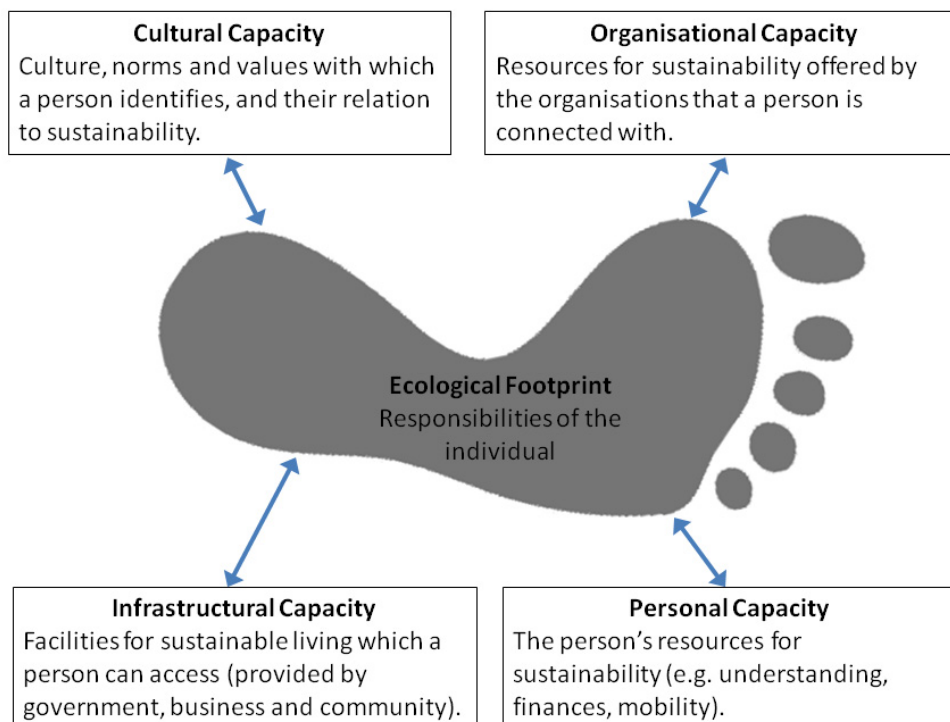 Cultural Capacity
Culture, norms and values with which
a person identifies, and their relation
to sustainability.
Organisational Capacity
Resources for sustainability offered by
the organisations that a person is
connected with.
Ecological Footprint
Responsibilities of the
individual
Infrastructural Capacity
Facilities for sustainable living which a
person can access (provided by
government, business and community).
Personal Capacity
The person's resources for
sustainability (e.g. understanding,
finances, mobility).